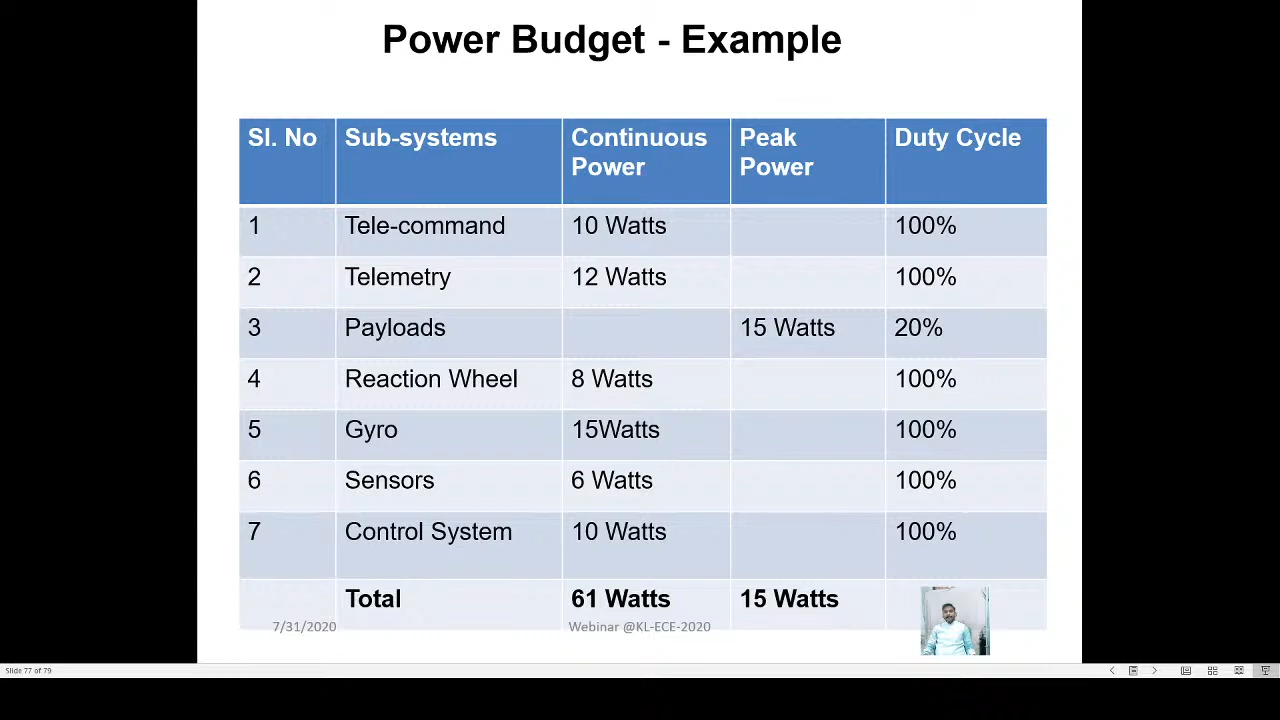 Power Budget - Example
Sl. No Sub-systems Continuous Power Peak Power Duty Cycle
1 Tele-command 10 Watts 100%
2 Telemetry 12 Watts 100%
3 Payloads 15 Watts 20%
4 Reaction Wheel 8 Watts 100%
5 Gyro 15Watts 100%
6 Sensors 6 Watts 100%
7 Control System 10 Watts 100%
Total 61 Watts 15 Watts
7/31/2020 Webinar @KL-ECE-2020
Slide 77 of 79